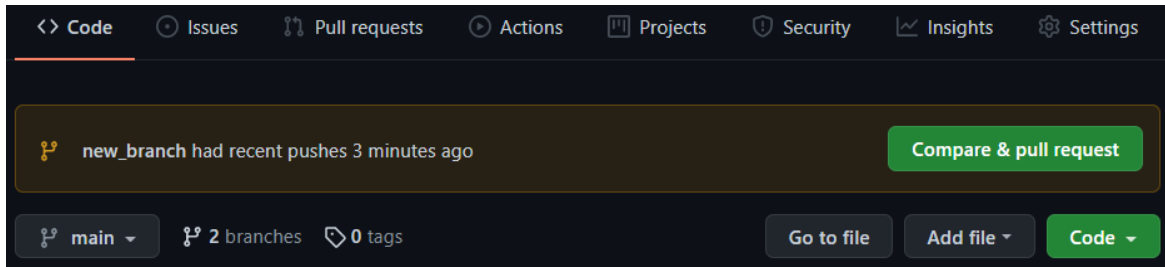 Code Issues Pull requests Actions Projects Security Insights Settings
new_branch had recent pushes 3 minutes ago Compare & pull request
main 2 branches 0 tags Go to file Add file Code